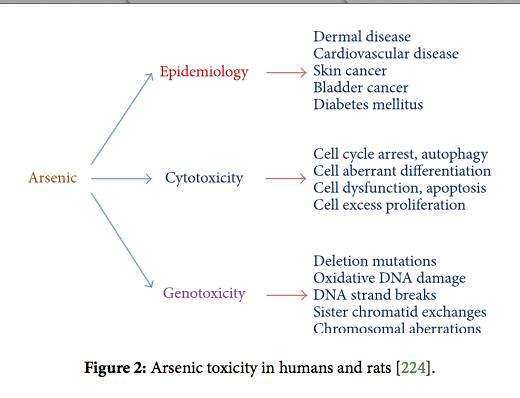 Dermal disease
Cardiovascular disease
Epidemiology
Skin cancer
Bladder cancer
Diabetes mellitus
Cell cycle arrest, autophagy
Arsenic
Cytotoxicity
Cell aberrant differentiation
Cell dysfunction, apoptosis
Cell excess proliferation
Deletion mutations
Oxidative DNA damage
Genotoxicity
DNA strand breaks
Sister chromatid exchanges
Chromosomal aberrations
Figure 2: Arsenic toxicity in humans and rats [224].